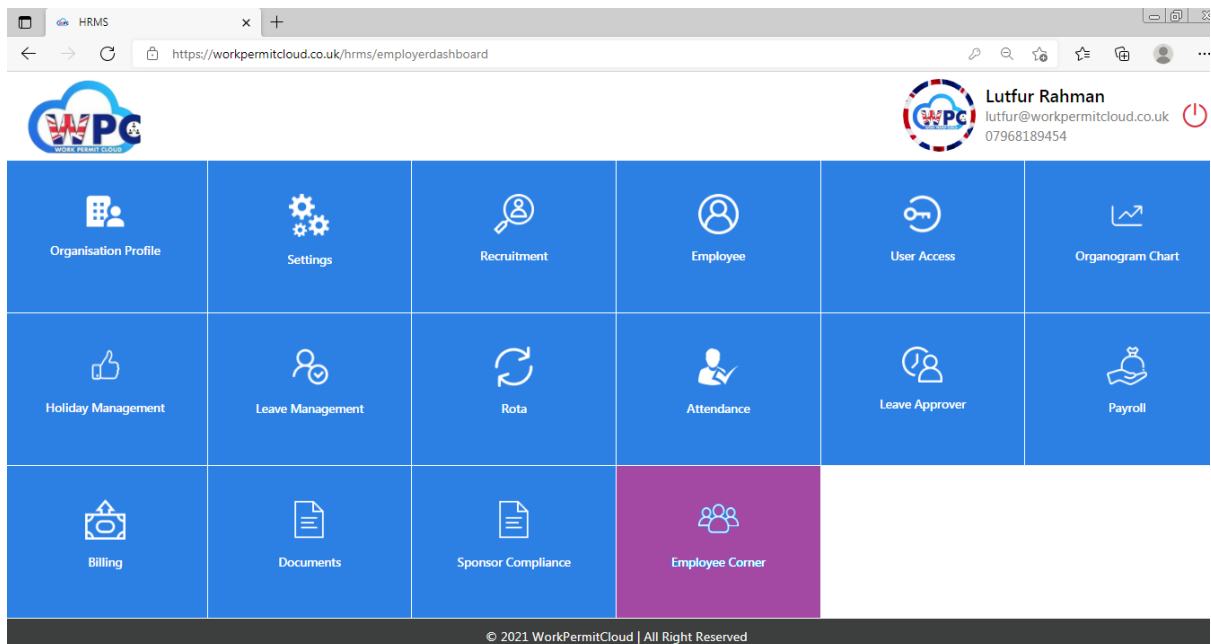 HRMS
https://workpermitcloud.co.uk/hrms/employerdashboard
WPC
WORK PERMIT CLOUD
WPC
Lutfur Rahman
lutfur@workpermitcloud.co.uk
07968189454
Organisation Profile
Settings
Recruitment
Employee
User Access
Organogram Chart
Holiday Management
Leave Management
Rota
Attendance
Leave Approver
Payroll
Billing
Documents
Sponsor Compliance
Employee Corner
© 2021 WorkPermitCloud | All Right Reserved